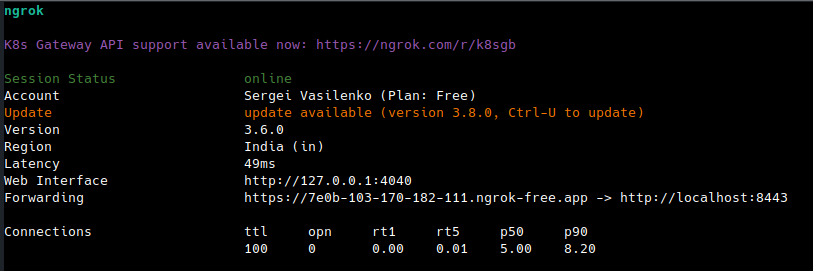 ngrok
K8s Gateway API support available now: https://ngrok.com/r/k8sgb
Session Status online
Account Sergei Vasilenko (Plan: Free)
Update update available (version 3.8.0, Ctrl-U to update)
Version 3.6.0
Region India (in)
Latency 49ms
Web Interface http://127.0.0.1:4040
Forwarding https://7e0b-103-170-182-111.ngrok-free.app -> http://localhost:8443
Connections ttl opn rt1 rt5 p50 p90
100 0 0.00 0.01 5.00 8.20